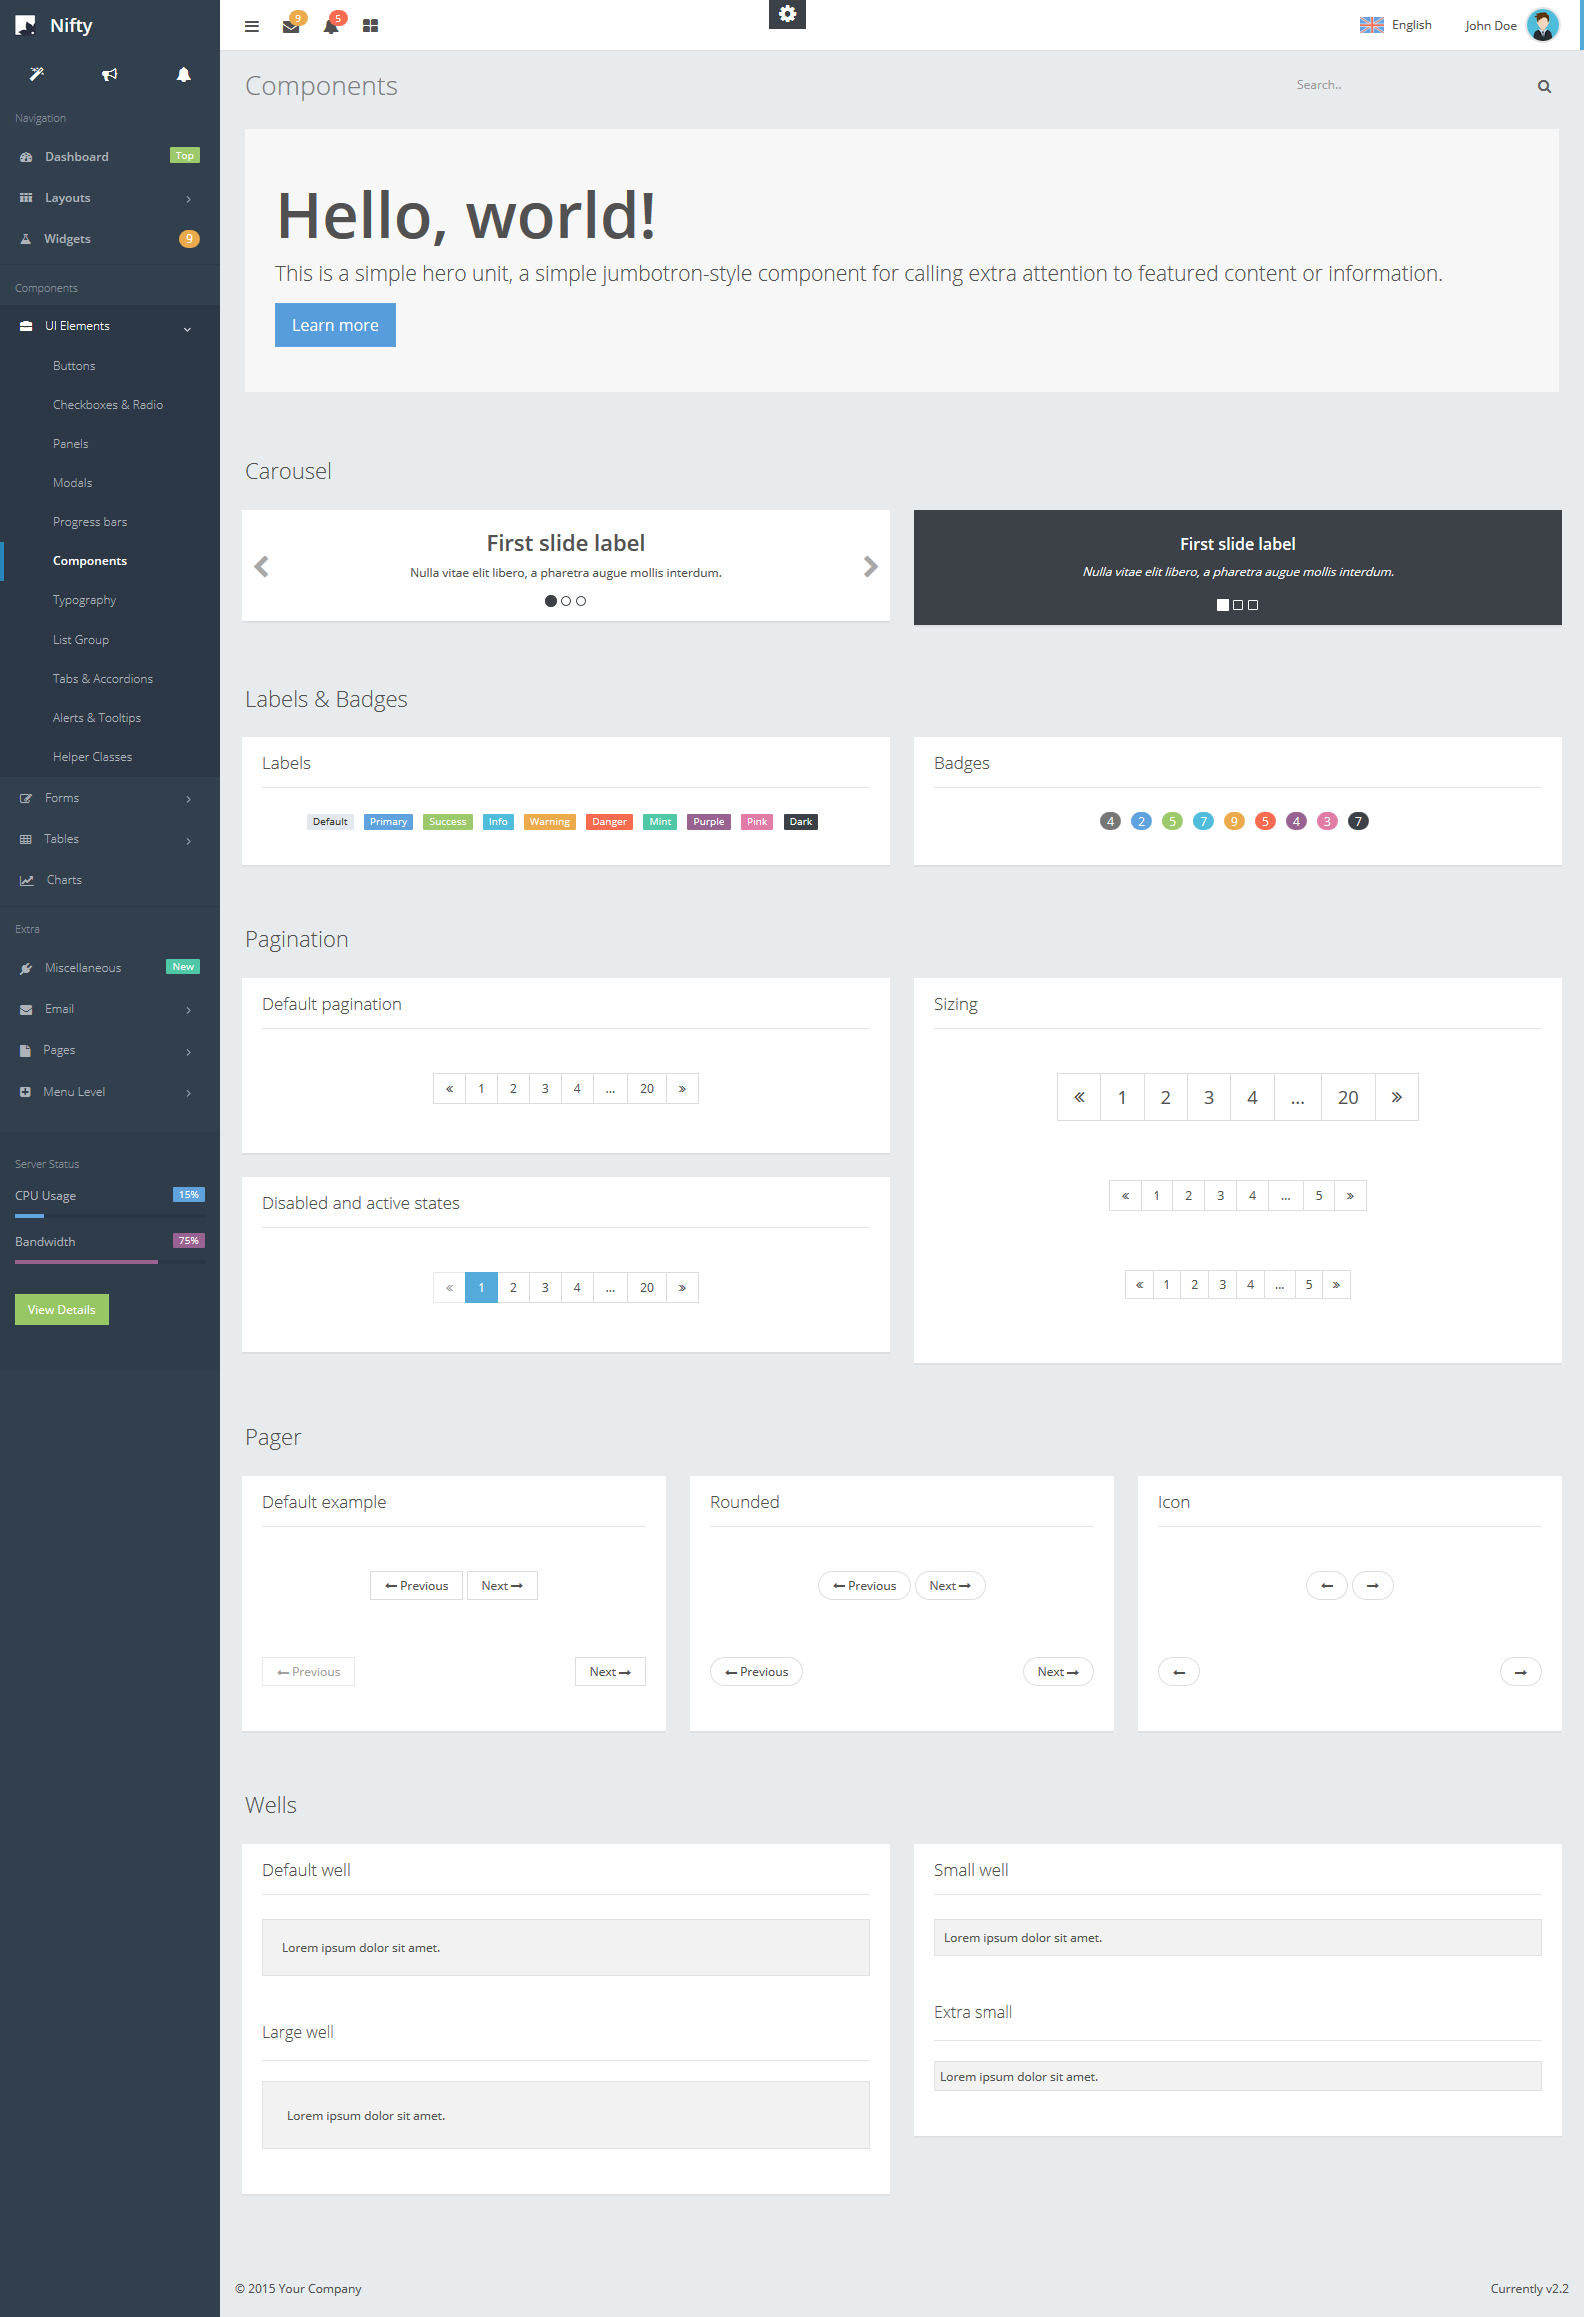 Nifty
9
5
English
John Doe
Navigation
Dashboard
Top
Layouts
Widgets
9
Components
UI Elements
Buttons
Checkboxes & Radio
Panels
Modals
Progress bars
Components
Typography
List Group
Tabs & Accordions
Alerts & Tooltips
Helper Classes
Forms
Tables
Charts
Extra
Miscellaneous
New
Email
Pages
Menu Level
Server Status
CPU Usage
15%
Bandwidth
75%
View Details
Components
Search..
Hello, world!
This is a simple hero unit, a simple jumbotron-style component for calling extra attention to featured content or information.
Learn more
Carousel
First slide label
Nulla vitae elit libero, a pharetra augue mollis interdum.
First slide label
Nulla vitae elit libero, a pharetra augue mollis interdum.
Labels & Badges
Labels
Default Primary Success Info Warning Danger Mint Purple Pink Dark
Badges
4 2 5 7 9 5 4 3 7
Pagination
Default pagination
« 1 2 3 4 ... 20 »
Disabled and active states
« 1 2 3 4 ... 20 »
Sizing
« 1 2 3 4 ... 20 »
« 1 2 3 4 ... 5 »
« 1 2 3 4 ... 5 »
Pager
Default example
← Previous Next →
← Previous Next →
Rounded
← Previous Next →
← Previous Next →
Icon
← →
← →
Wells
Default well
Lorem ipsum dolor sit amet.
Large well
Lorem ipsum dolor sit amet.
Small well
Lorem ipsum dolor sit amet.
Extra small
Lorem ipsum dolor sit amet.
© 2015 Your Company
Currently v2.2